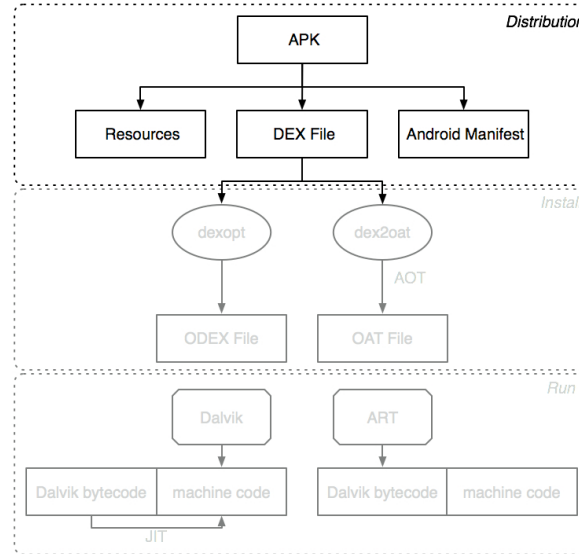 Distribution
APK
Resources
DEX File
Android Manifest
Install
dexopt
dex2oat
AOT
ODEX File
OAT File
Run
Dalvik
ART
Dalvik bytecode
machine code
Dalvik bytecode
machine code
JIT